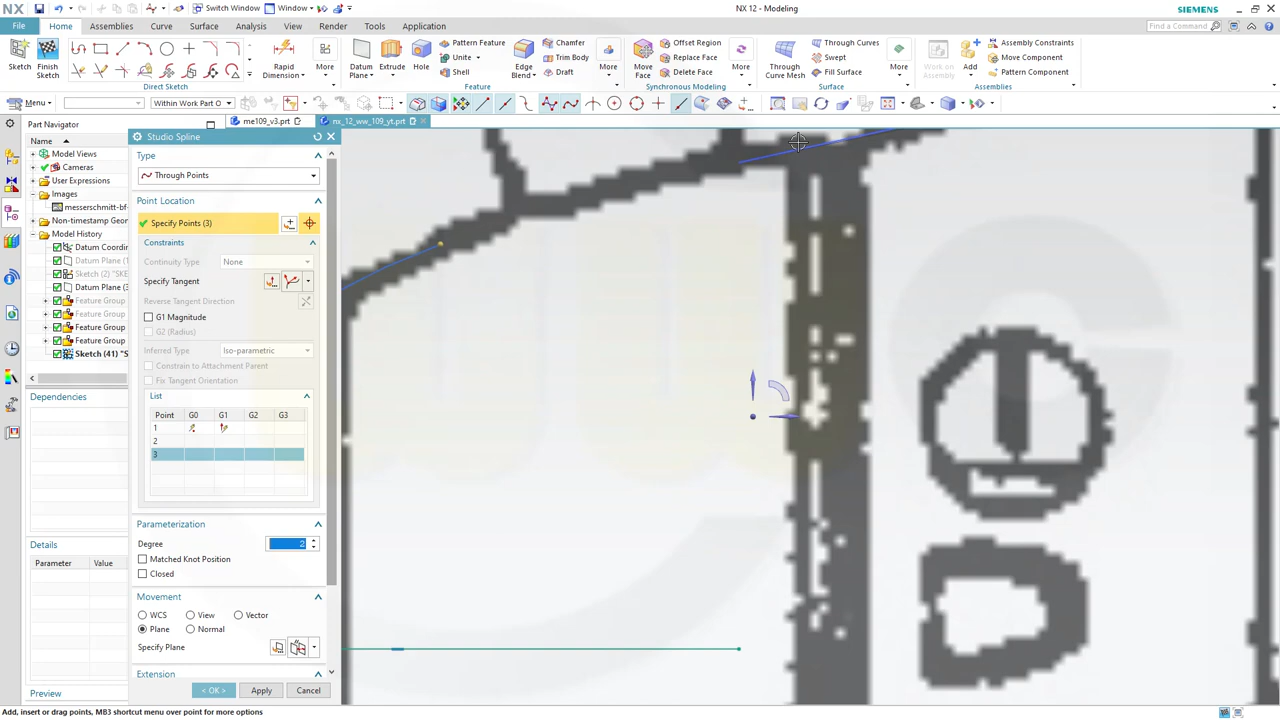 NX
Switch Window
Window
NX 12 - Modeling
SIEMENS
File
Home
Assemblies
Curve
Surface
Analysis
View
Render
Tools
Application
Find a Command
Sketch
Finish Sketch
Rapid Dimension
More
Direct Sketch
Datum Plane
Extrude
Hole
Pattern Feature
Unite
Shell
Edge Blend
Chamfer
Trim Body
Draft
More
Feature
Move Face
Offset Region
Replace Face
Delete Face
More
Synchronous Modeling
Through Curve Mesh
Through Curves
Swept
Fill Surface
More
Surface
Work on Assembly
Add
Assembly Constraints
Move Component
Pattern Component
Assemblies
Menu
Within Work Part O
Part Navigator
me109_v3.prt
nx_12_ww_109_yt.prt
Name
Model Views
Cameras
User Expressions
Images
messerschmitt-bf-
Non-timestamp Geome
Model History
Datum Coordin
Datum Plane (
Sketch (2) "SKE
Datum Plane (3
Feature Group
Feature Group
Feature Group
Feature Group
Sketch (41) "S
Dependencies
Details
Parameter
Value
Preview
Studio Spline
Type
Through Points
Point Location
Specify Points (3)
Constraints
Continuity Type
None
Specify Tangent
Reverse Tangent Direction
G1 Magnitude
G2 (Radius)
Inferred Type
Iso-parametric
Constrain to Attachment Parent
Fix Tangent Orientation
List
Point G0 G1 G2 G3
1
2
3
Parameterization
Degree
2
Matched Knot Position
Closed
Movement
WCS
View
Vector
Plane
Normal
Specify Plane
Extension
< OK >
Apply
Cancel
Add, insert or drag points, MB3 shortcut menu over point for more options